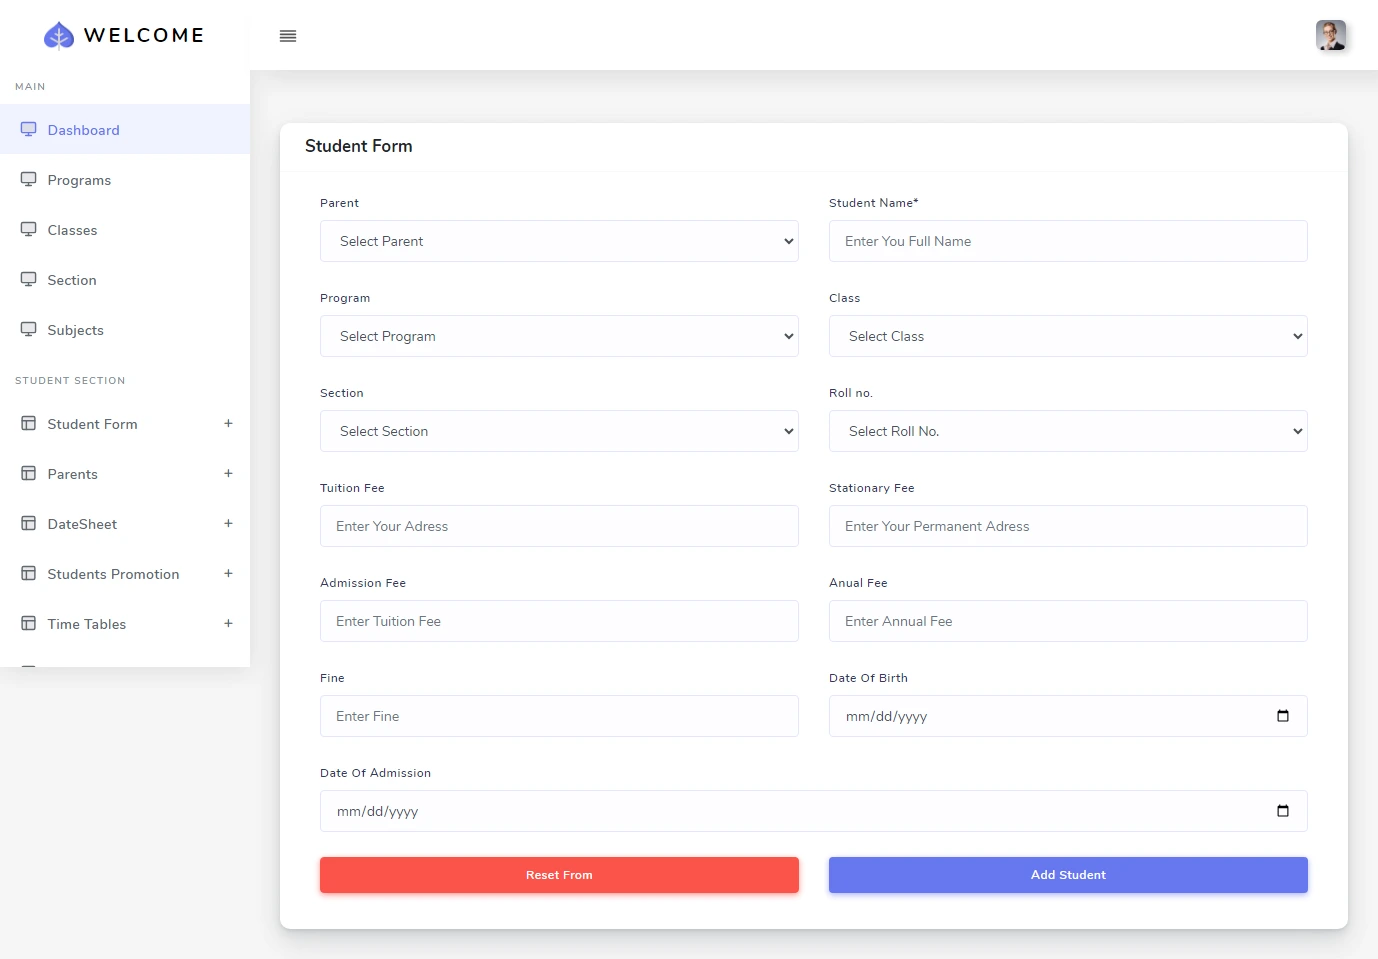 WELCOME
MAIN
Dashboard
Programs
Classes
Section
Subjects
STUDENT SECTION
Student Form +
Parents +
DateSheet +
Students Promotion +
Time Tables +
Student Form
Parent
Student Name*
Select Parent
Enter You Full Name
Program
Class
Select Program
Select Class
Section
Roll no.
Select Section
Select Roll No.
Tuition Fee
Stationary Fee
Enter Your Adress
Enter Your Permanent Adress
Admission Fee
Anual Fee
Enter Tuition Fee
Enter Annual Fee
Fine
Date Of Birth
Enter Fine
mm/dd/yyyy
Date Of Admission
mm/dd/yyyy
Reset From
Add Student